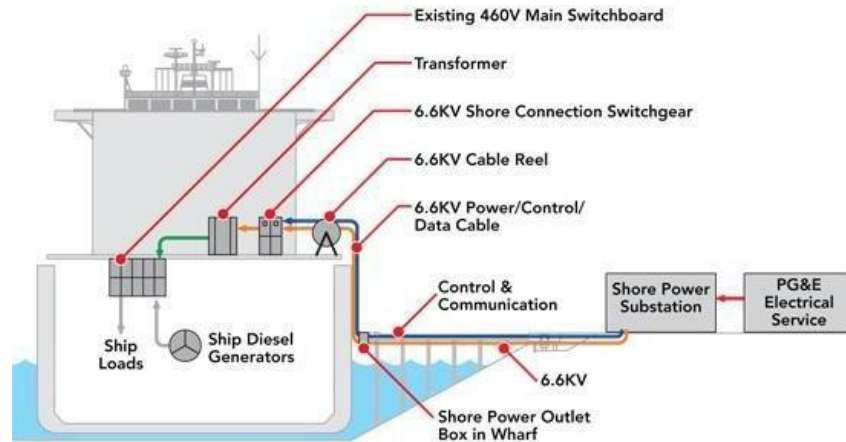 Existing 460V Main Switchboard
Transformer
6.6KV Shore Connection Switchgear
6.6KV Cable Reel
6.6KV Power/Control/
Data Cable
Control &
Communication
Shore Power
Substation
PG&E
Electrical
Service
Ship
Loads
Ship Diesel
Generators
6.6KV
Shore Power Outlet
Box in Wharf